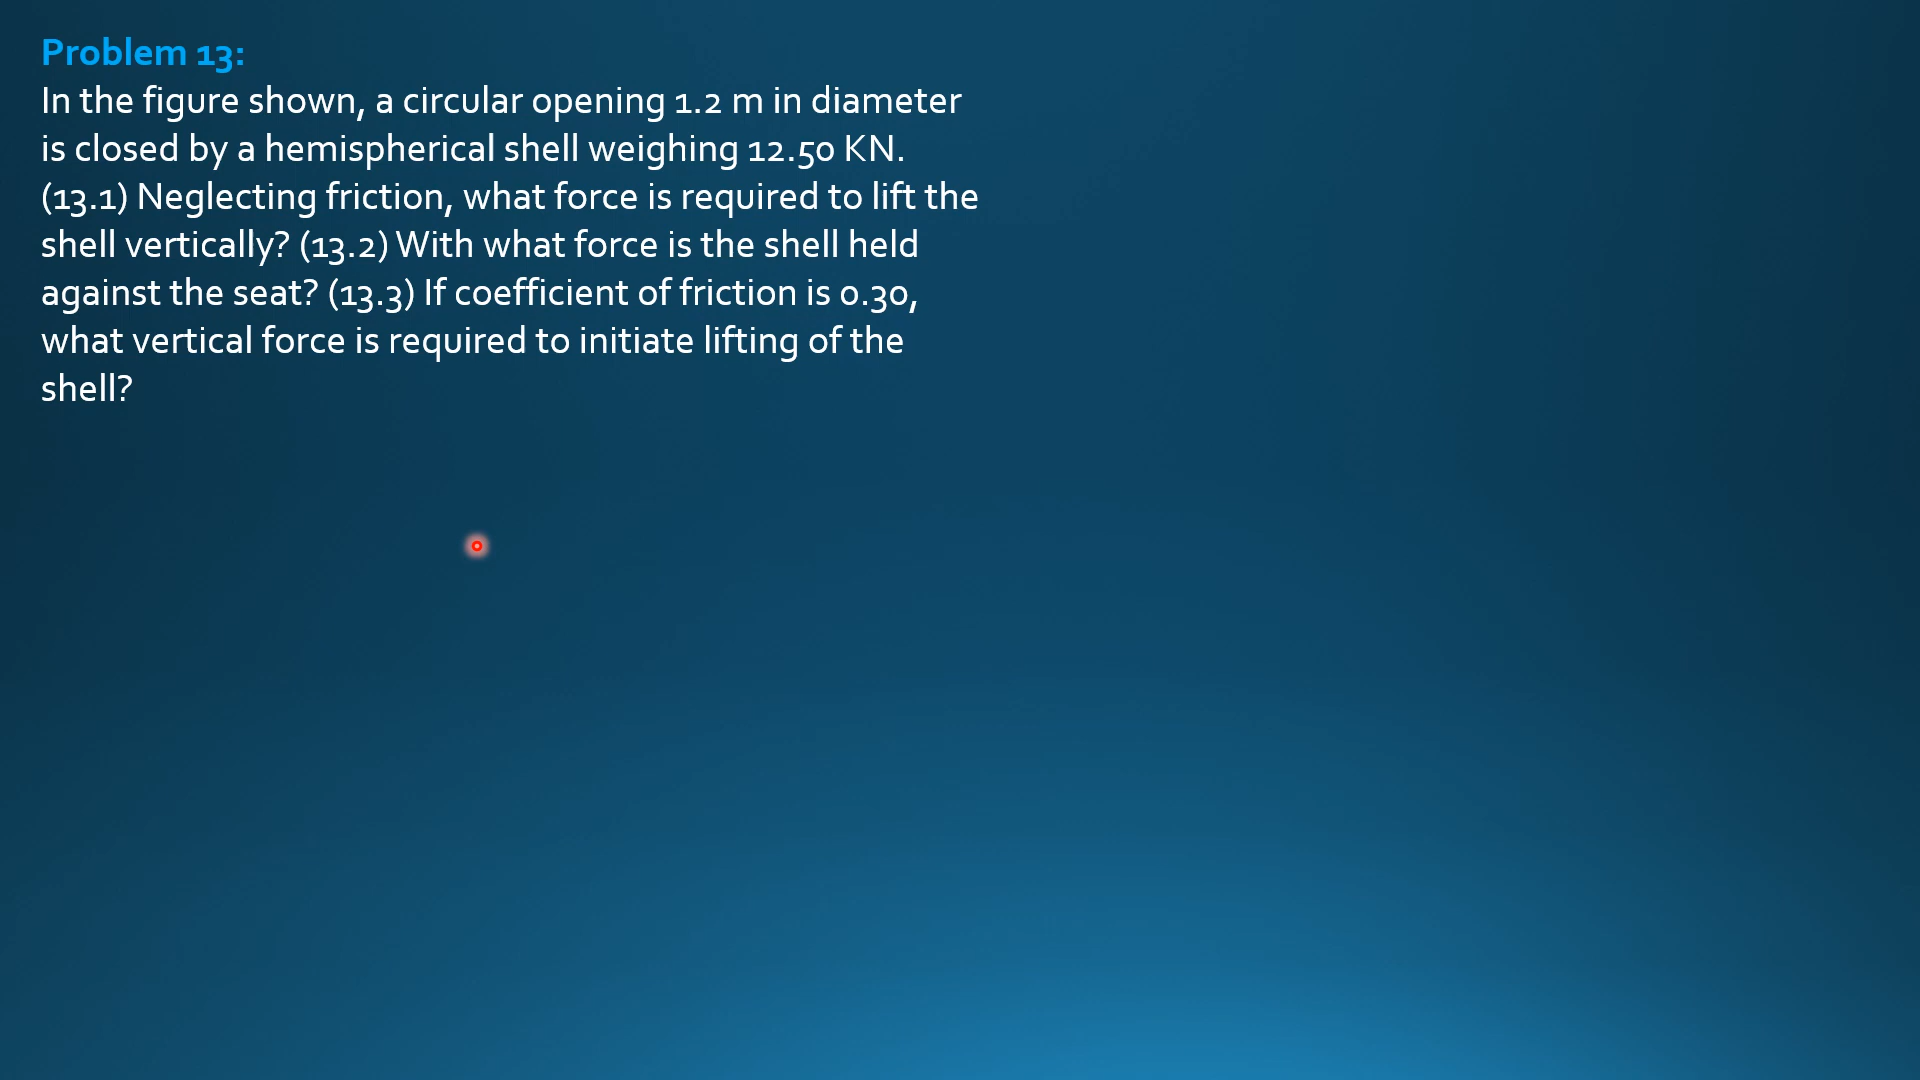 Problem 13:
In the figure shown, a circular opening 1.2 m in diameter
is closed by a hemispherical shell weighing 12.50 KN.
(13.1) Neglecting friction, what force is required to lift the
shell vertically? (13.2) With what force is the shell held
against the seat? (13.3) If coefficient of friction is 0.30,
what vertical force is required to initiate lifting of the
shell?